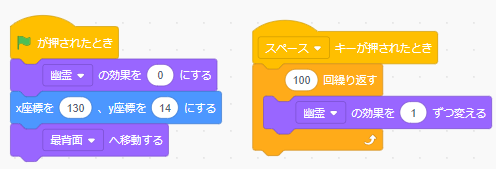 が押されたとき
幽霊 の効果を 0 にする
x座標を 130 、y座標を 14 にする
最背面 へ移動する
スペース キーが押されたとき
100 回繰り返す
幽霊 の効果を 1 ずつ変える